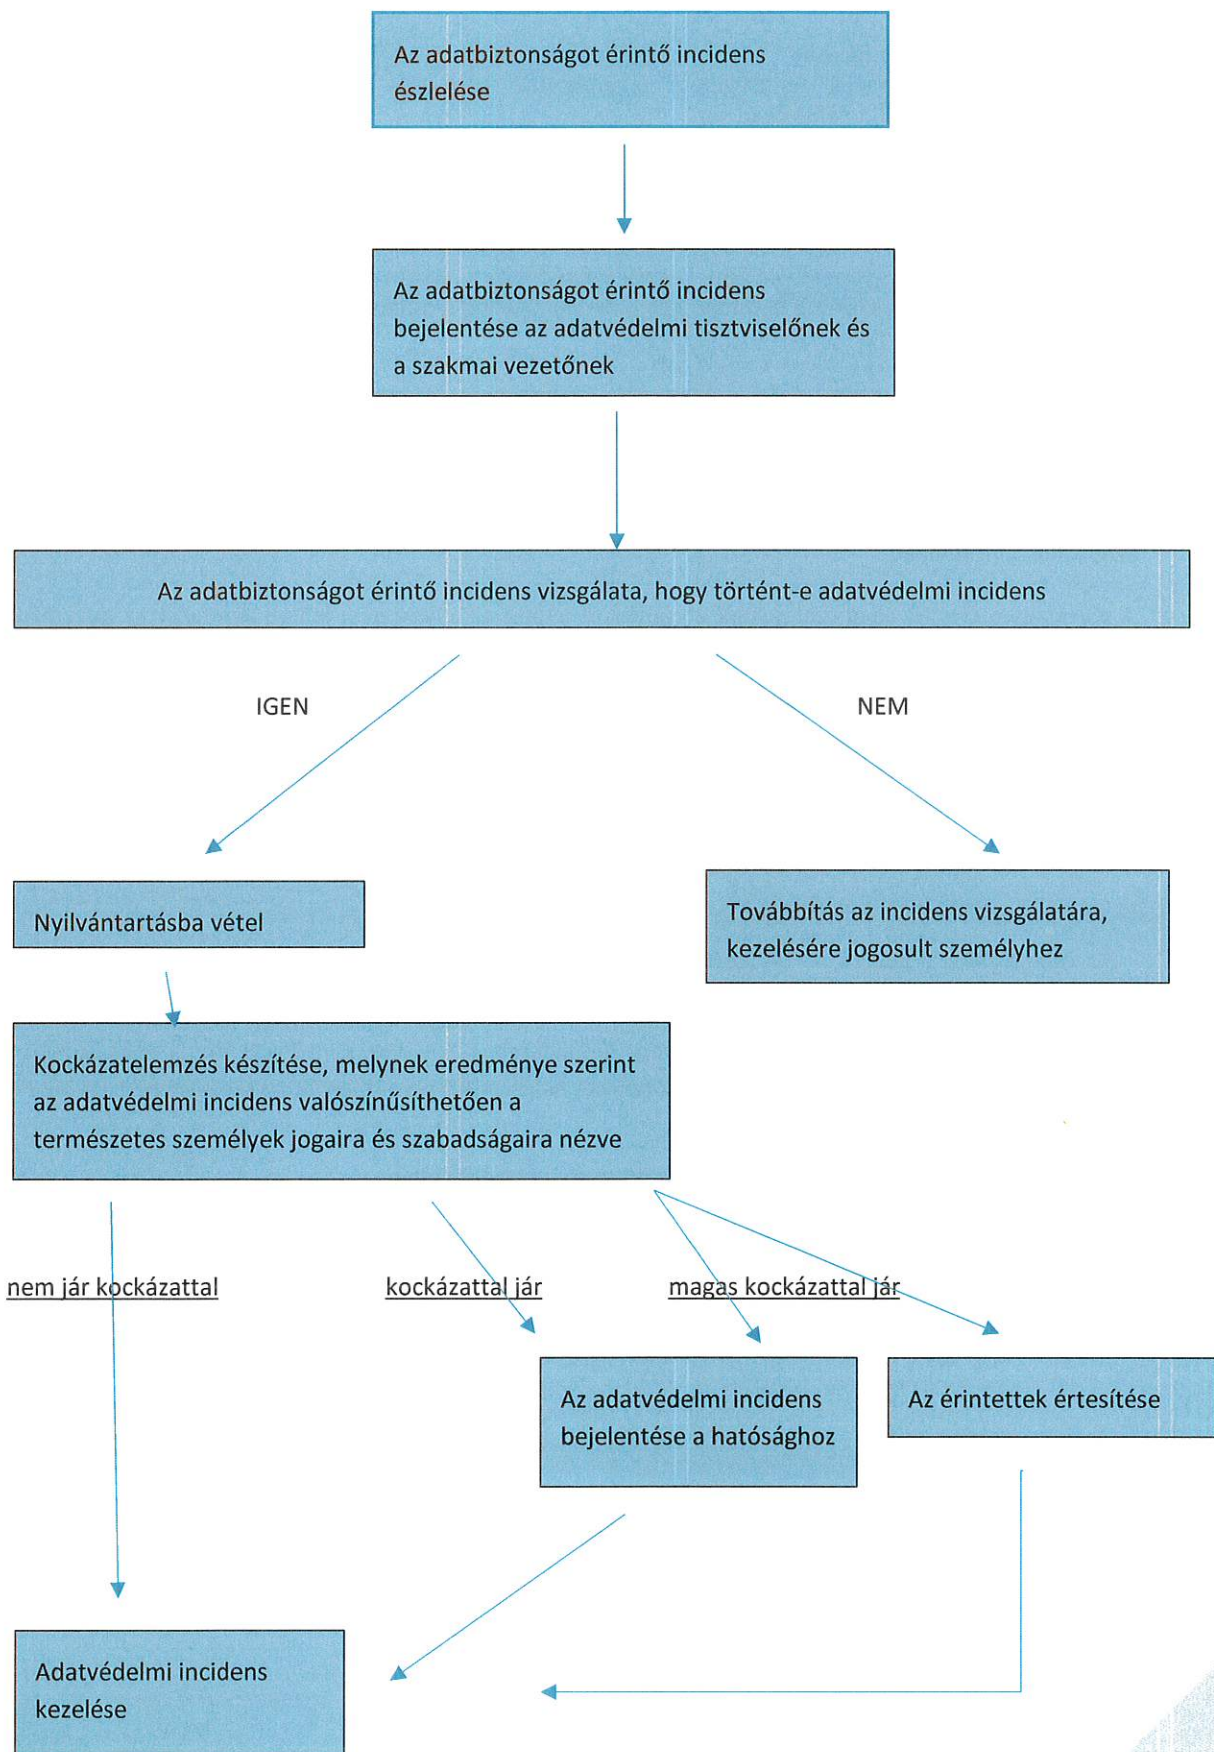 Az adatbiztonságot érintő incidens
észlelése
Az adatbiztonságot érintő incidens
bejelentése az adatvédelmi tisztviselőnek és
a szakmai vezetőnek
Az adatbiztonságot érintő incidens vizsgálata, hogy történt-e adatvédelmi incidens
IGEN
NEM
Nyilvántartásba vétel
Továbbítás az incidens vizsgálatára,
kezelésére jogosult személyhez
Kockázatelemzés készítése, melynek eredménye szerint
az adatvédelmi incidens valószínűsíthetően a
természetes személyek jogaira és szabadságaira nézve
nem jár kockázattal
kockázattal jár
magas kockázattal jár
Az adatvédelmi incidens
bejelentése a hatósághoz
Az érintettek értesítése
Adatvédelmi incidens
kezelése